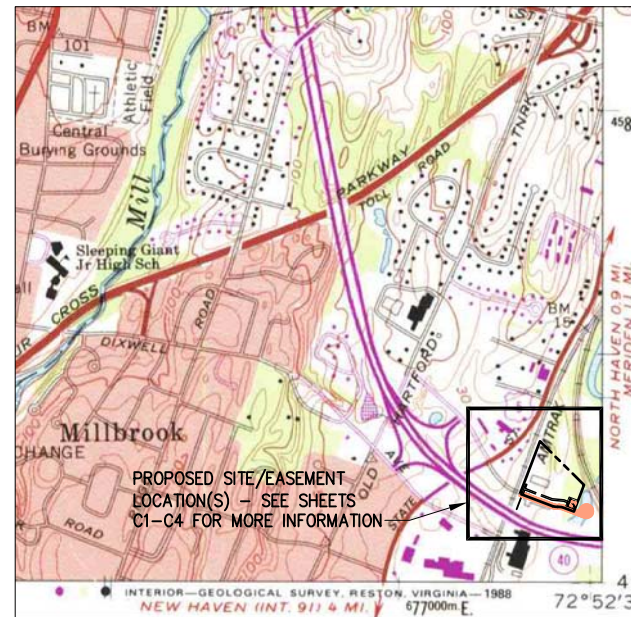 BM
101
Athletic
Field
Central
Burying Grounds
Mill
TNPK
458
PARKWAY
TOLL ROAD
Sleeping Giant
Jr High Sch
JR CROSS
DIXWELL
ROAD
100
BM
15
NORTH HAVEN 0.9 MI.
MERIDEN 11 MI.
HARTFORD
30
Millbrook
CHANGE
AMTRAK
ST
OLD
AVE
STATE
ROAD
PROPOSED SITE/EASEMENT
LOCATION(S) - SEE SHEETS
C1-C4 FOR MORE INFORMATION
40
INTERIOR—GEOLOGICAL SURVEY, RESTON, VIRGINIA—1988
NEW HAVEN (INT. 91) 4 MI.
677000m. E.
72°52'3
4